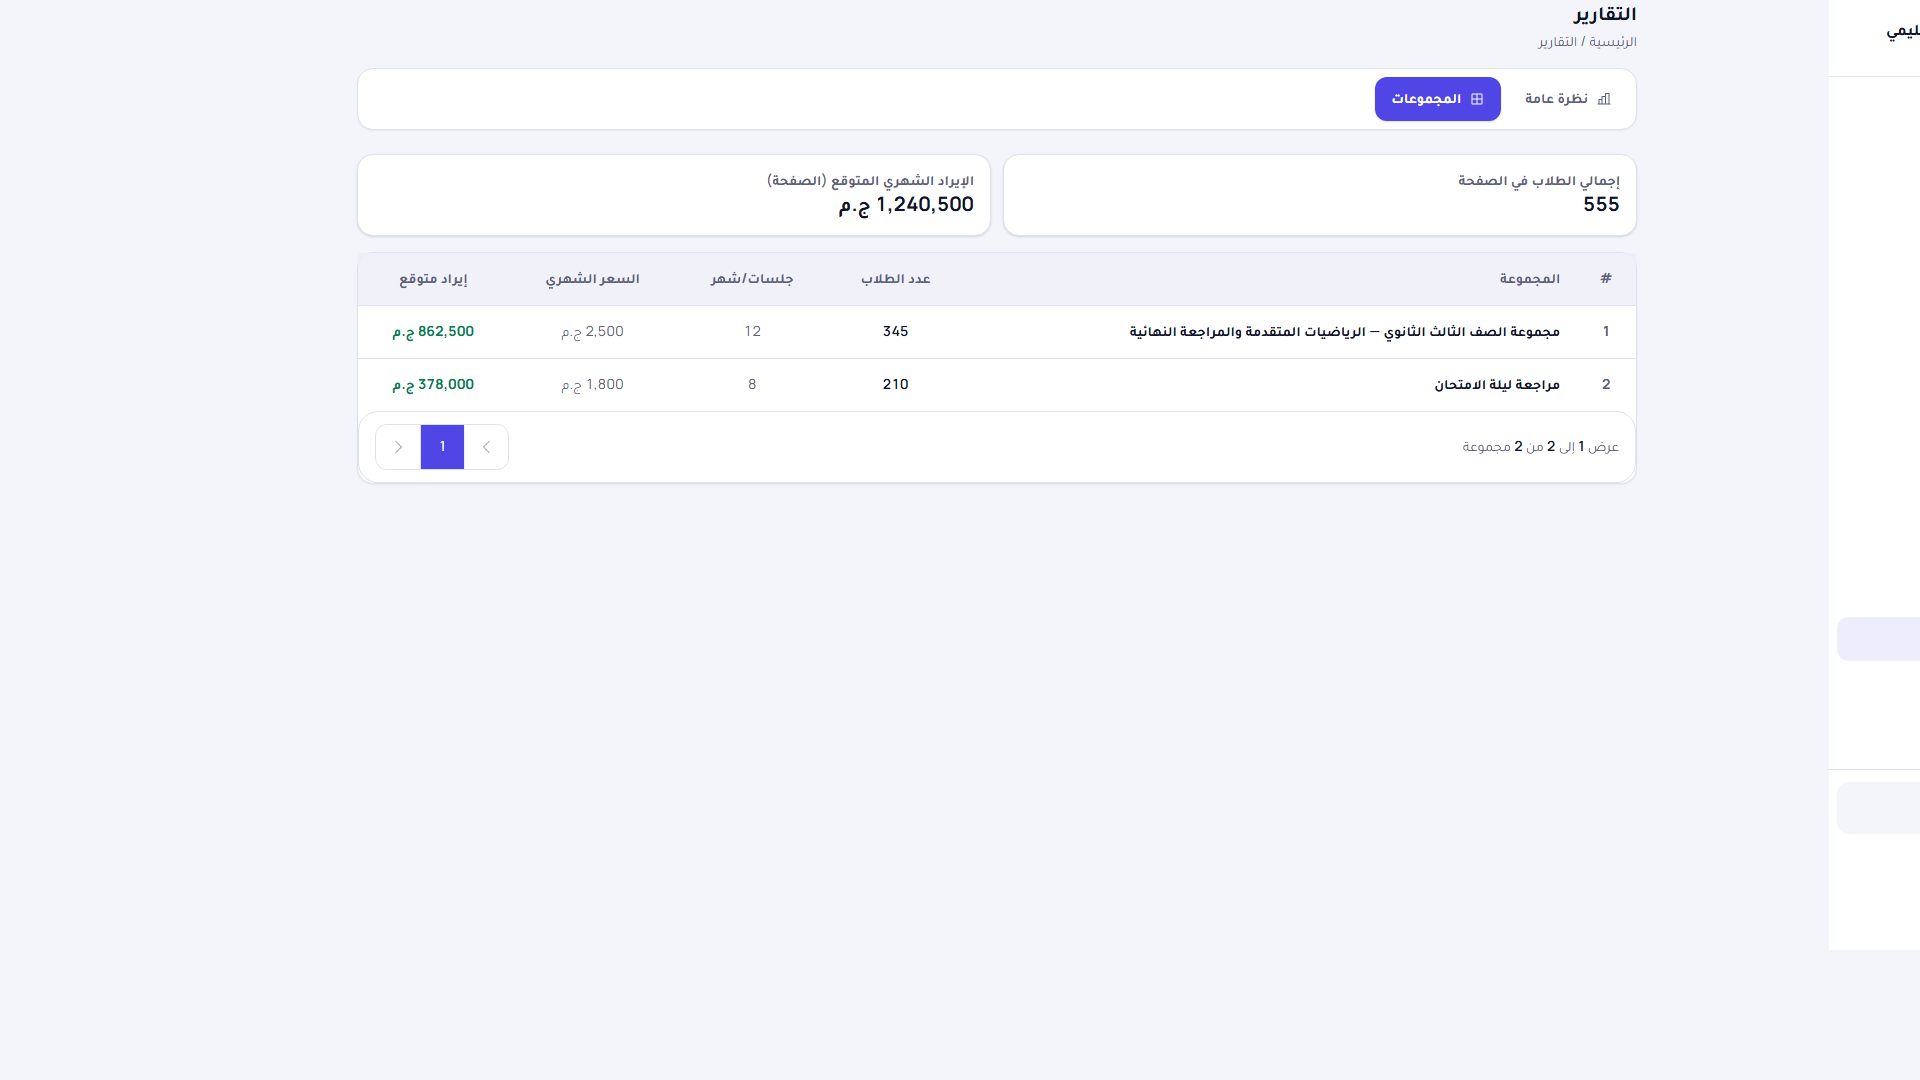 التقارير
الرئيسية / التقارير
نظرة عامة
المجموعات
إجمالي الطلاب في الصفحة
555
الإيراد الشهري المتوقع (الصفحة)
1,240,500 ج.م
# المجموعة عدد الطلاب جلسات/شهر السعر الشهري إيراد متوقع
1 مجموعة الصف الثالث الثانوي – الرياضيات المتقدمة والمراجعة النهائية 345 12 2,500 ج.م 862,500 ج.م
2 مراجعة ليلة الامتحان 210 8 1,800 ج.م 378,000 ج.م
عرض 1 إلى 2 من 2 مجموعة
1